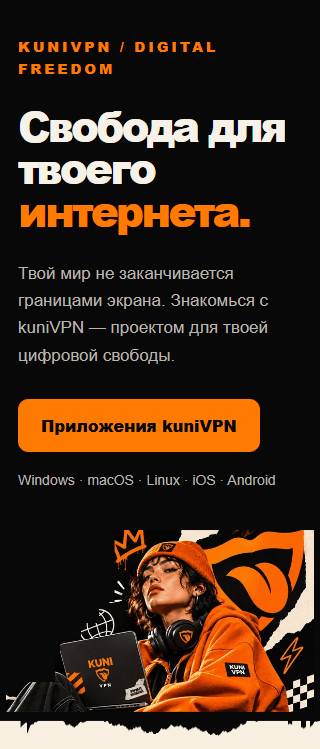 KUNIVPN / DIGITAL
FREEDOM
Свобода для
твоего
интернета.
Твой мир не заканчивается
границами экрана. Знакомься с
kuniVPN — проектом для твоей
цифровой свободы.
Приложения kuniVPN
Windows · macOS · Linux · iOS · Android
KUNI
VPN
KUNI
VPN